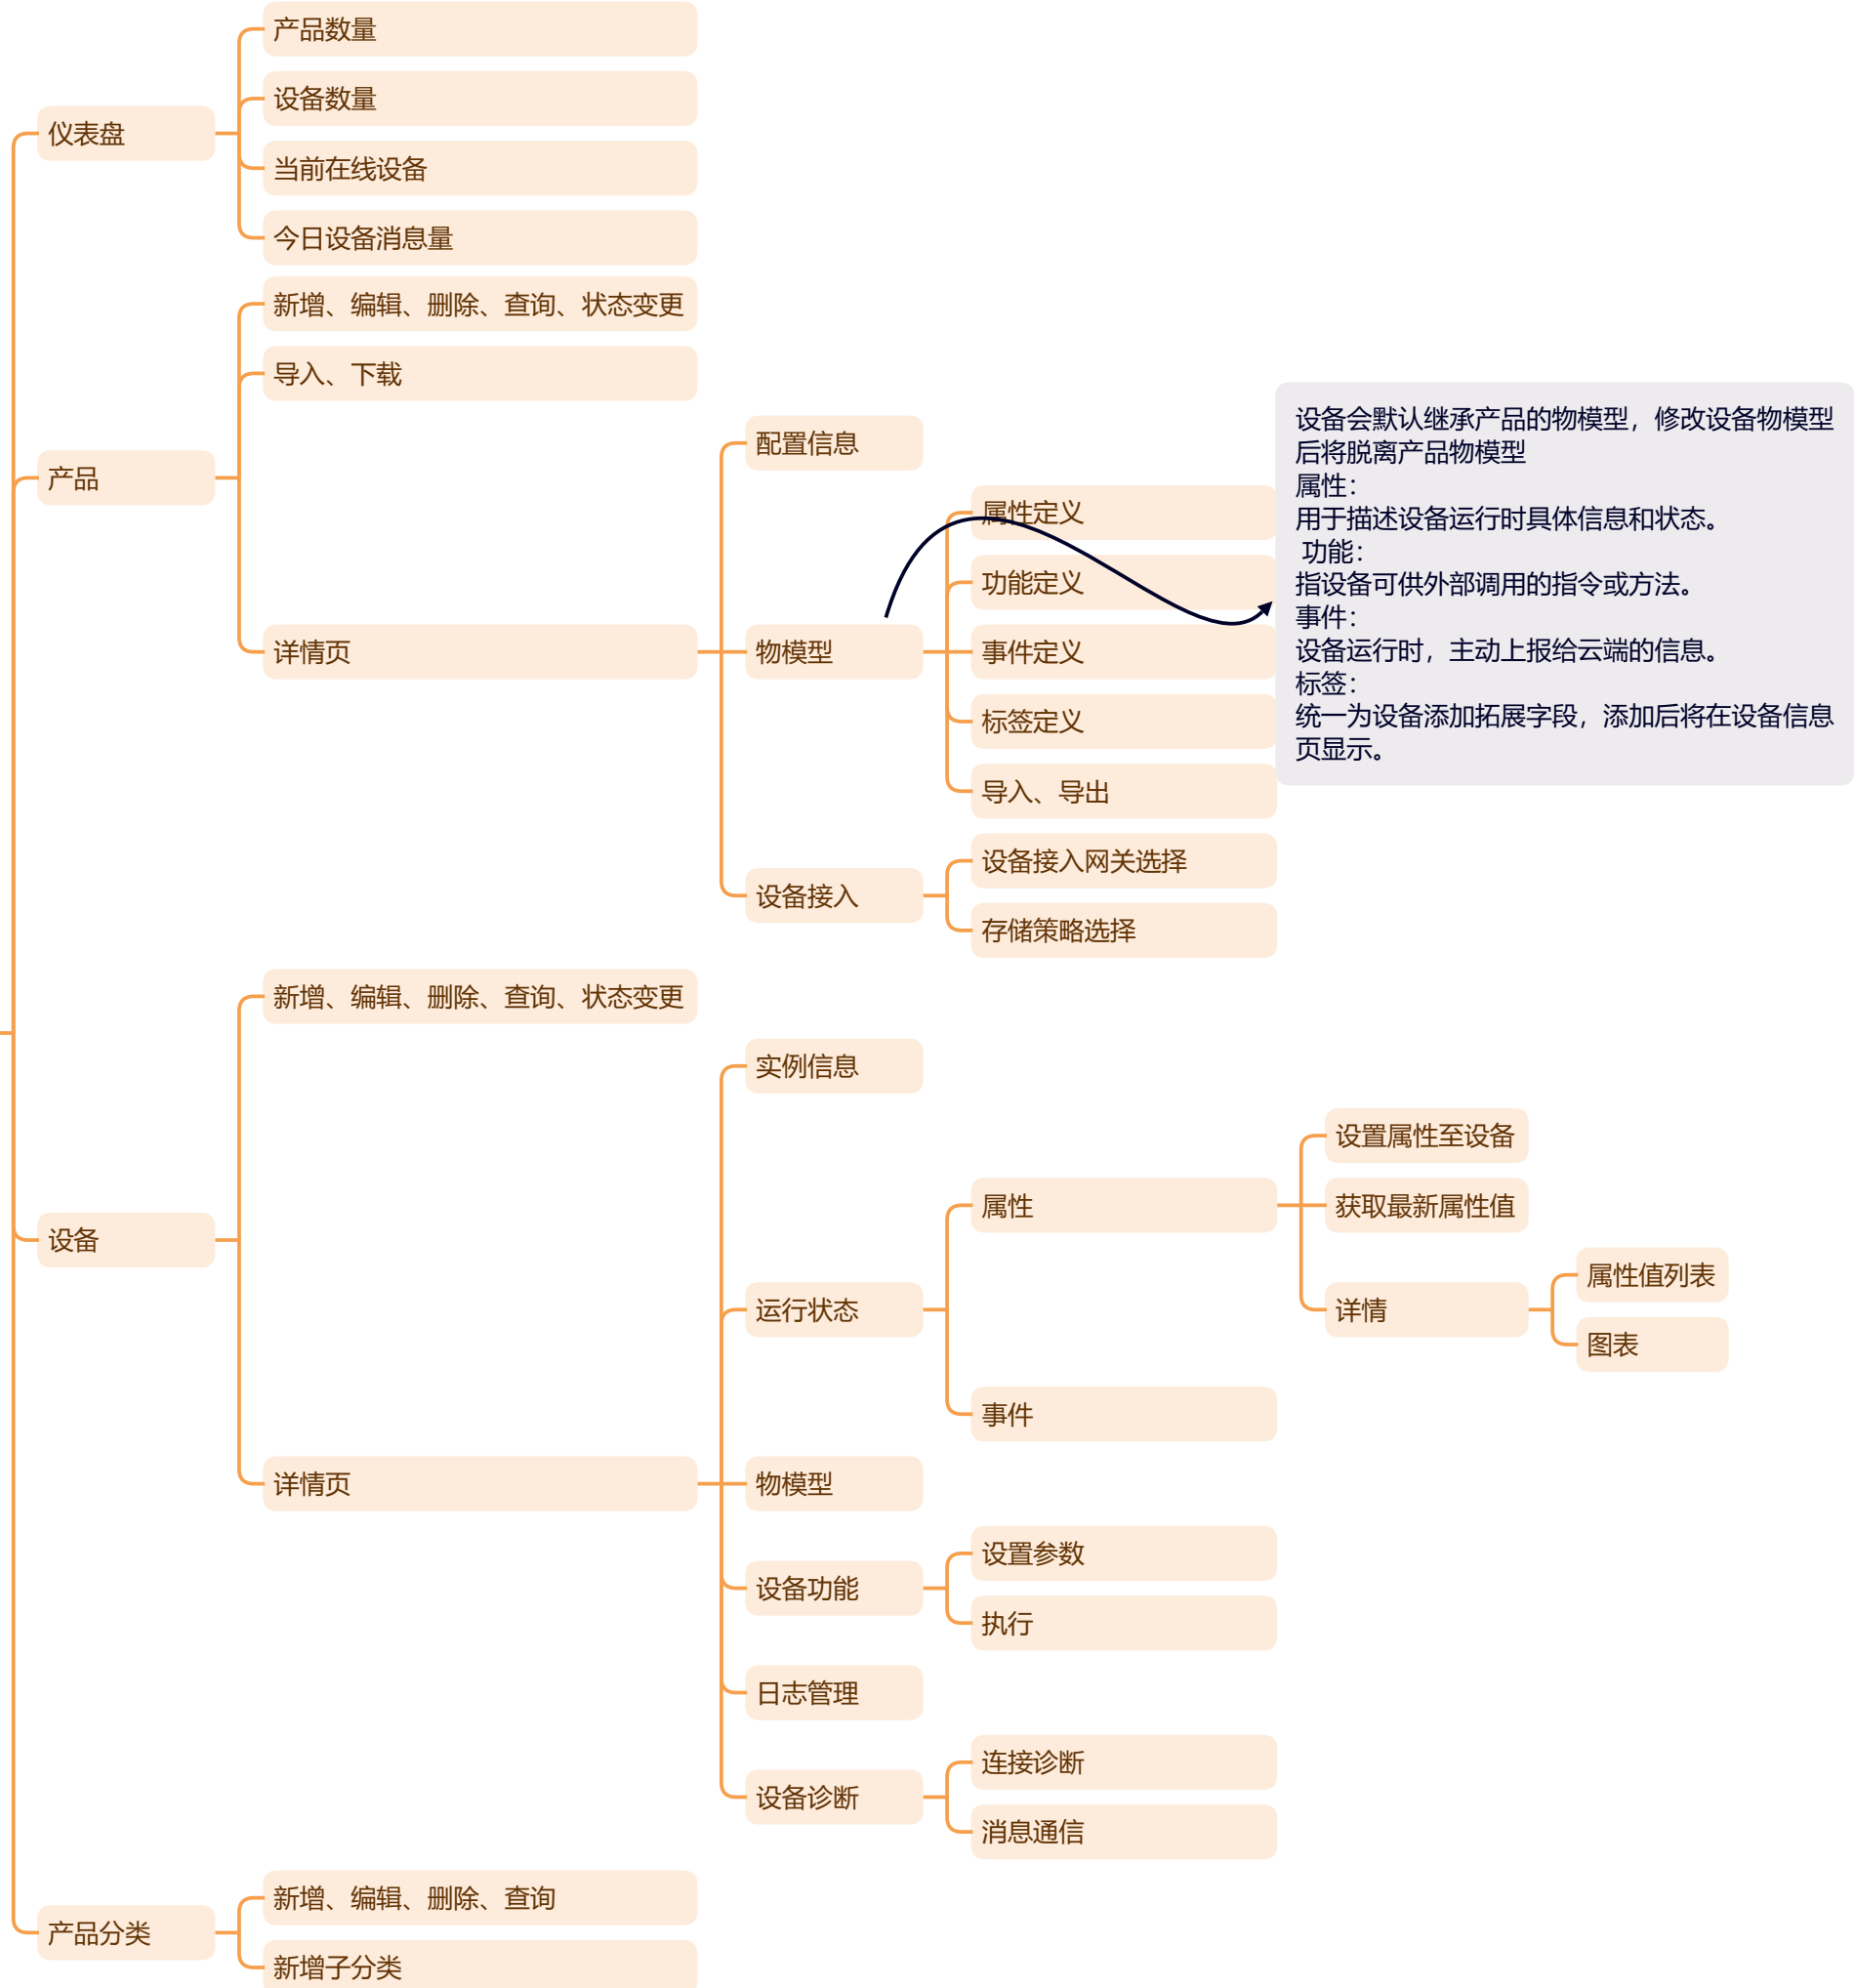 仪表盘
产品数量
设备数量
当前在线设备
今日设备消息量
产品
新增、编辑、删除、查询、状态变更
导入、下载
详情页
配置信息
物模型
属性定义
功能定义
事件定义
标签定义
导入、导出
设备会默认继承产品的物模型，修改设备物模型
后将脱离产品物模型
属性：
用于描述设备运行时具体信息和状态。
功能：
指设备可供外部调用的指令或方法。
事件：
设备运行时，主动上报给云端的信息。
标签：
统一为设备添加拓展字段，添加后将在设备信息
页显示。
设备接入
设备接入网关选择
存储策略选择
设备
新增、编辑、删除、查询、状态变更
详情页
实例信息
运行状态
属性
设置属性至设备
获取最新属性值
详情
属性值列表
图表
事件
物模型
设备功能
设置参数
执行
日志管理
设备诊断
连接诊断
消息通信
产品分类
新增、编辑、删除、查询
新增子分类